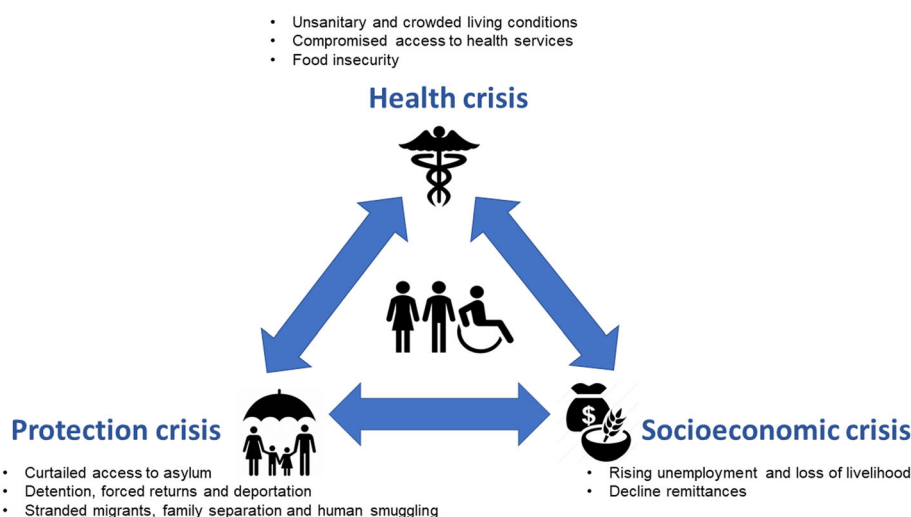 • Unsanitary and crowded living conditions
• Compromised access to health services
• Food insecurity
Health crisis
$
Protection crisis
• Curtailed access to asylum
• Detention, forced returns and deportation
• Stranded migrants, family separation and human smuggling
Socioeconomic crisis
• Rising unemployment and loss of livelihood
• Decline remittances